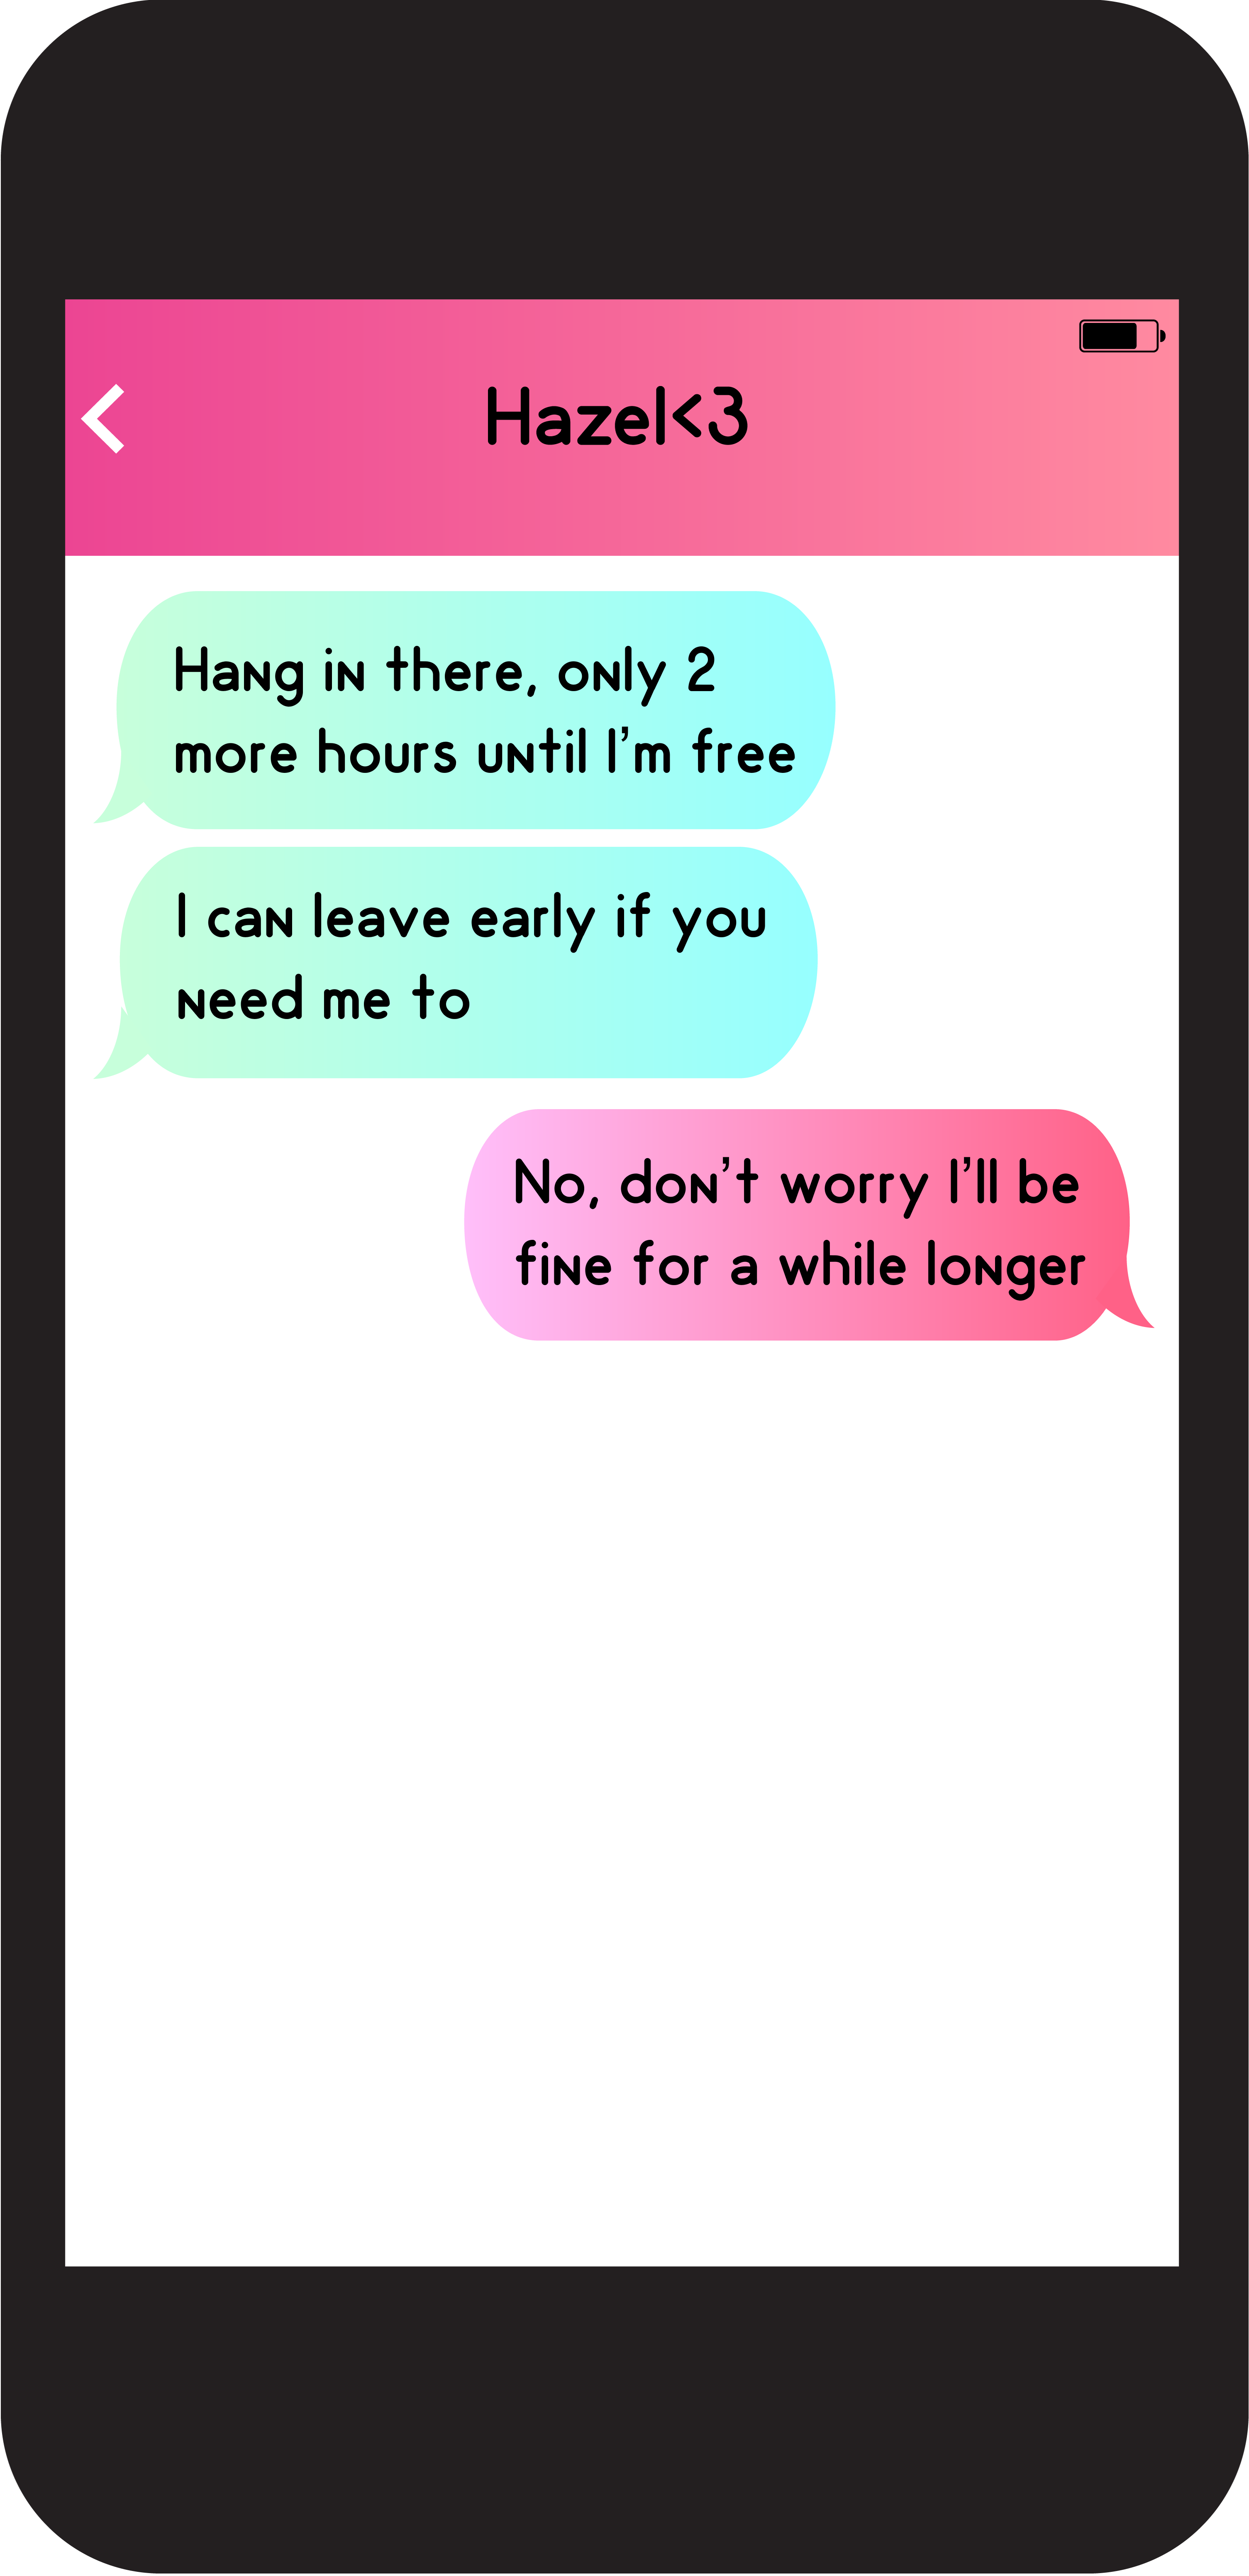 Hazel<3
Hang in there, only 2
more hours until I'm free
I can leave early if you
need me to
No, don't worry I'll be
fine for a while longer